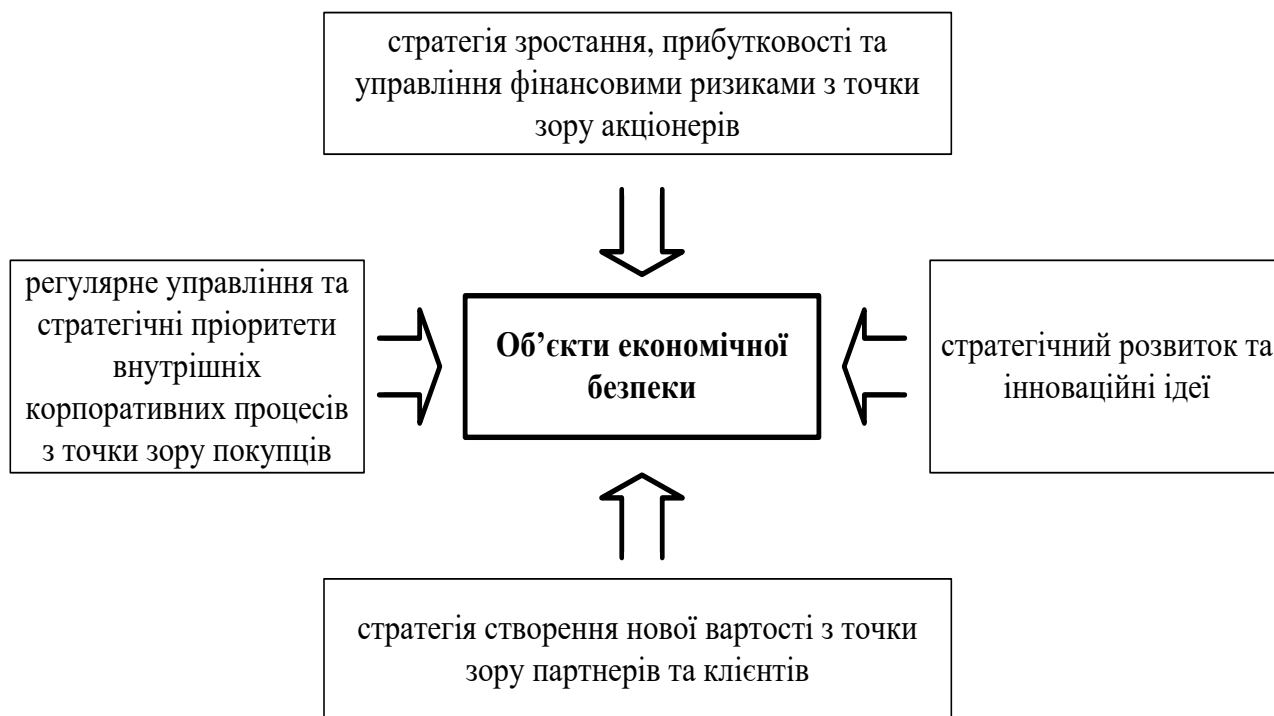 стратегія зростання, прибутковості та
управління фінансовими ризиками з точки
зору акціонерів
регулярне управління та
стратегічні пріоритети
внутрішніх
корпоративних процесів
з точки зору покупців
Об’єкти економічної
безпеки
стратегічний розвиток та
інноваційні ідеї
стратегія створення нової вартості з точки
зору партнерів та клієнтів